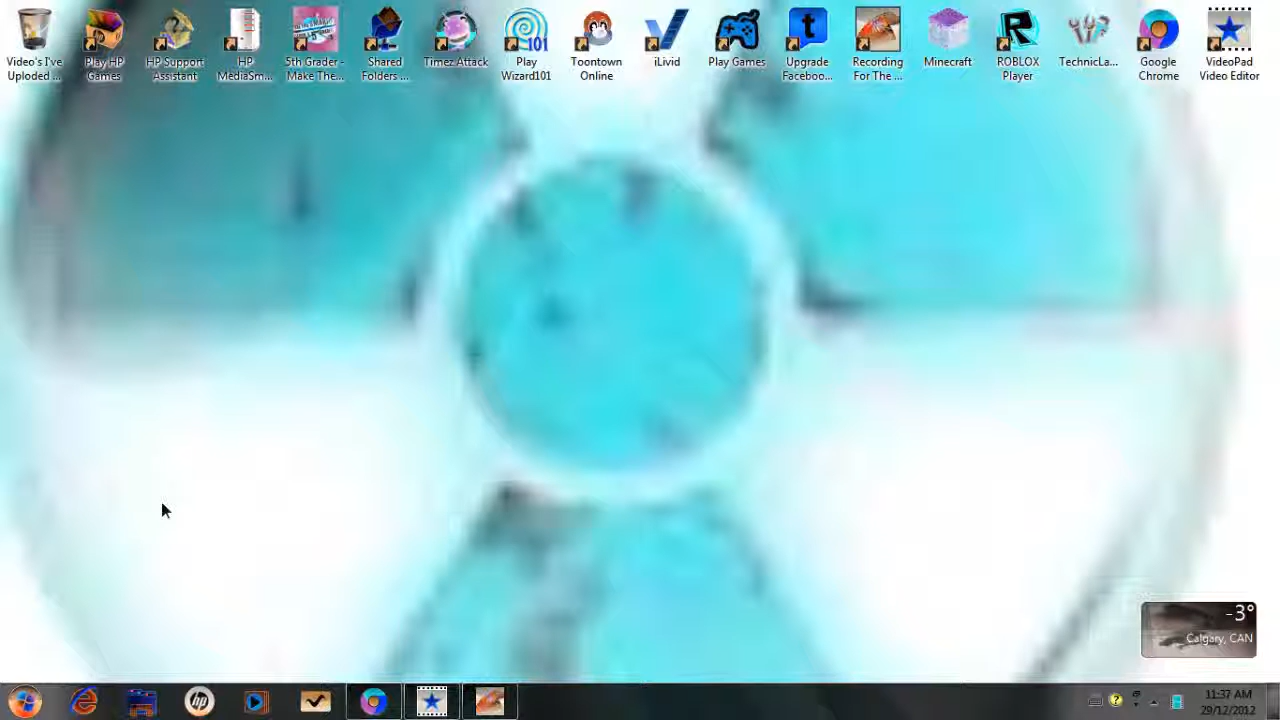 Video's I've
Uploaded ...
Play HP
Games
HP Support
Assistant
HP
MediaSm...
5th Grader -
Make The...
Shared
Folders ...
Timez Attack
101
Play
Wizard101
Toontown
Online
iLivid
Play Games
t
Upgrade
Faceboo...
Recording
For The ...
Minecraft
R
ROBLOX
Player
TechnicLa...
Google
Chrome
VideoPad
Video Editor
-3°
Calgary, CAN
hp
11:37 AM
29/12/2012